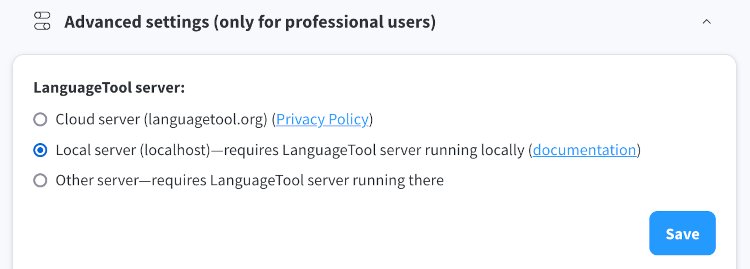 Advanced settings (only for professional users)
LanguageTool server:
Cloud server (languagetool.org) (Privacy Policy)
Local server (localhost)—requires LanguageTool server running locally (documentation)
Other server—requires LanguageTool server running there
Save